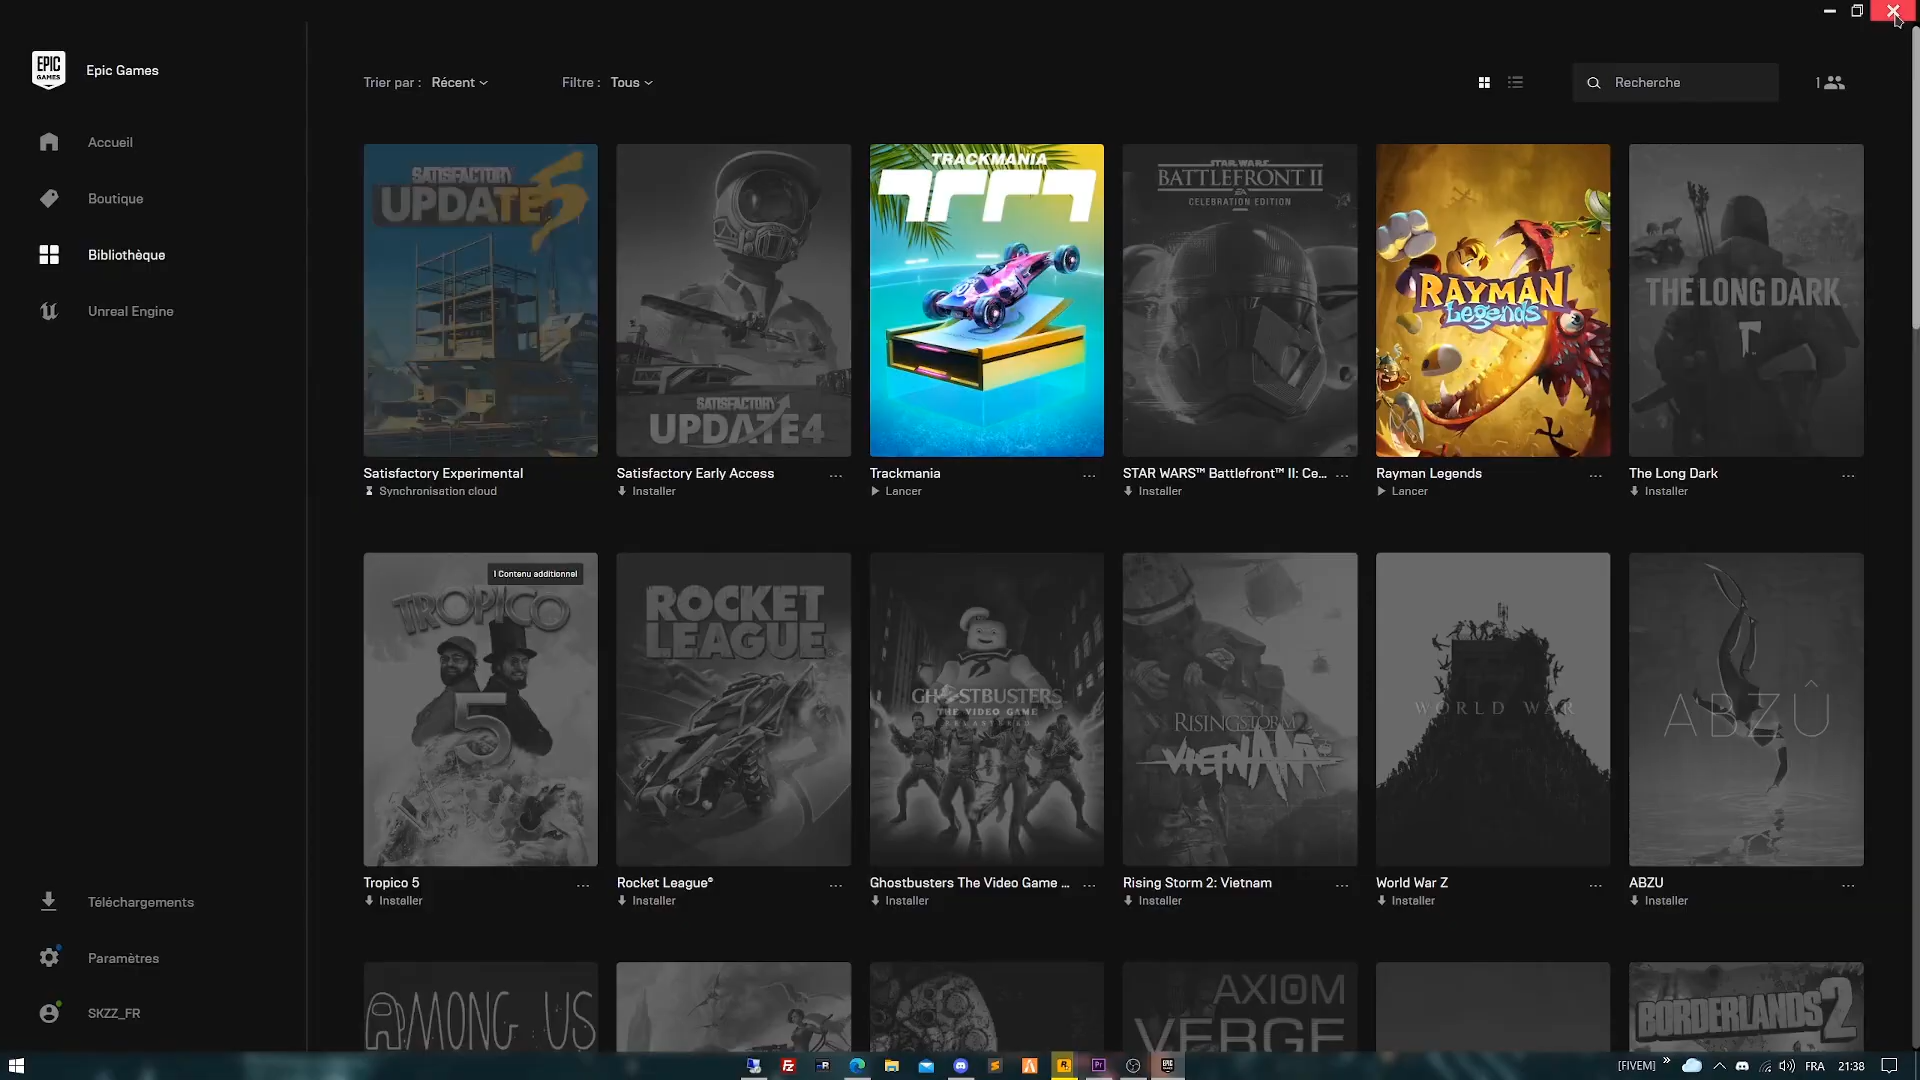 EPIC
GAMES
Epic Games
Accueil
Boutique
Bibliothèque
Unreal Engine
Téléchargements
Paramètres
SKZZ_FR
Trier par : Récent
Filtre : Tous
Recherche
1
SATISFACTORY
UPDATE 5
SATISFACTORY
UPDATE 4
TRACKMANIA
STAR WARS
BATTLEFRONT II
CELEBRATION EDITION
RAYMAN
Legends
THE LONG DARK
Satisfactory Experimental
Synchronisation cloud
Satisfactory Early Access
...
Installer
Trackmania
...
Lancer
STAR WARS™ Battlefront™ II: Ce...
...
Installer
Rayman Legends
...
Lancer
The Long Dark
...
Installer
1 Contenu additionnel
TROPICO
5
ROCKET
LEAGUE
GHOSTBUSTERS
THE VIDEO GAME
REMASTERED
RISING STORM 2
VIETNAM
WORLD WAR
ABZÛ
Tropico 5
...
Installer
Rocket League®
...
Installer
Ghostbusters The Video Game ...
...
Installer
Rising Storm 2: Vietnam
...
Installer
World War Z
...
Installer
ABZU
...
Installer
AMONG US
AXIOM
VERGE
BORDERLANDS 2
[FIVEM]
FRA
21:38